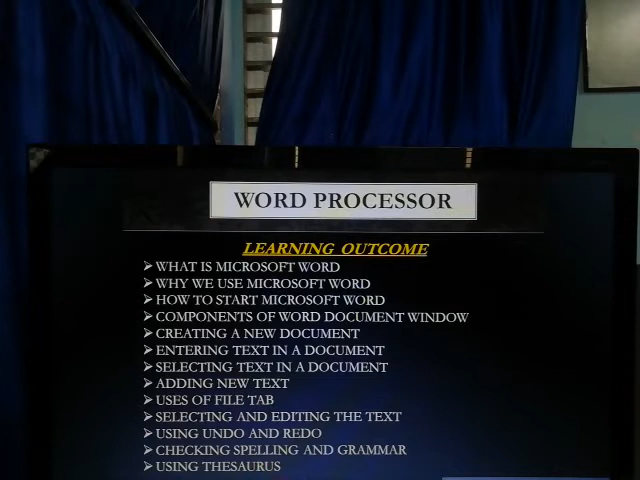 WORD PROCESSOR
LEARNING OUTCOME
➢WHAT IS MICROSOFT WORD
➢WHY WE USE MICROSOFT WORD
➢HOW TO START MICROSOFT WORD
➢COMPONENTS OF WORD DOCUMENT WINDOW
➢CREATING A NEW DOCUMENT
➢ENTERING TEXT IN A DOCUMENT
➢SELECTING TEXT IN A DOCUMENT
➢ADDING NEW TEXT
➢USES OF FILE TAB
➢SELECTING AND EDITING THE TEXT
➢USING UNDO AND REDO
➢CHECKING SPELLING AND GRAMMAR
➢USING THESAURUS